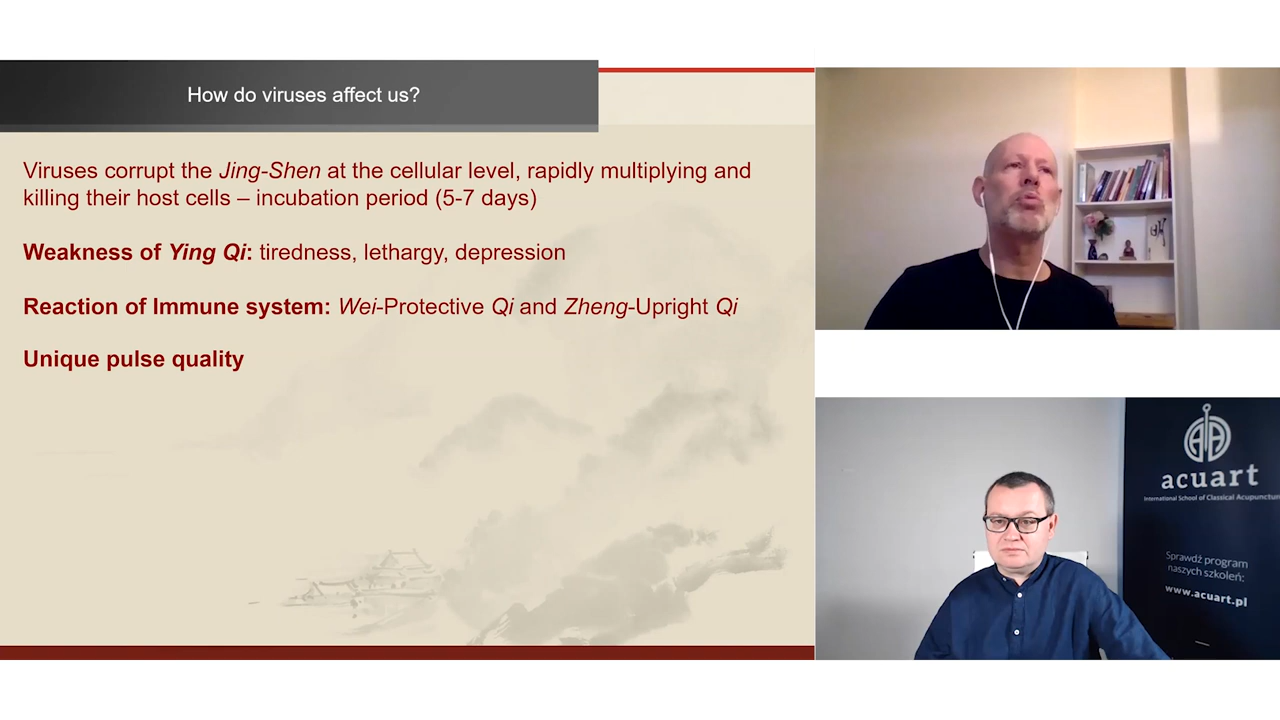 How do viruses affect us?
Viruses corrupt the Jing-Shen at the cellular level, rapidly multiplying and
killing their host cells – incubation period (5-7 days)
Weakness of Ying Qi: tiredness, lethargy, depression
Reaction of Immune system: Wei-Protective Qi and Zheng-Upright Qi
Unique pulse quality
acuart
International School of Classical Acupunctur
Sprawdź program
naszych szkoleń:
www.acuart.pl